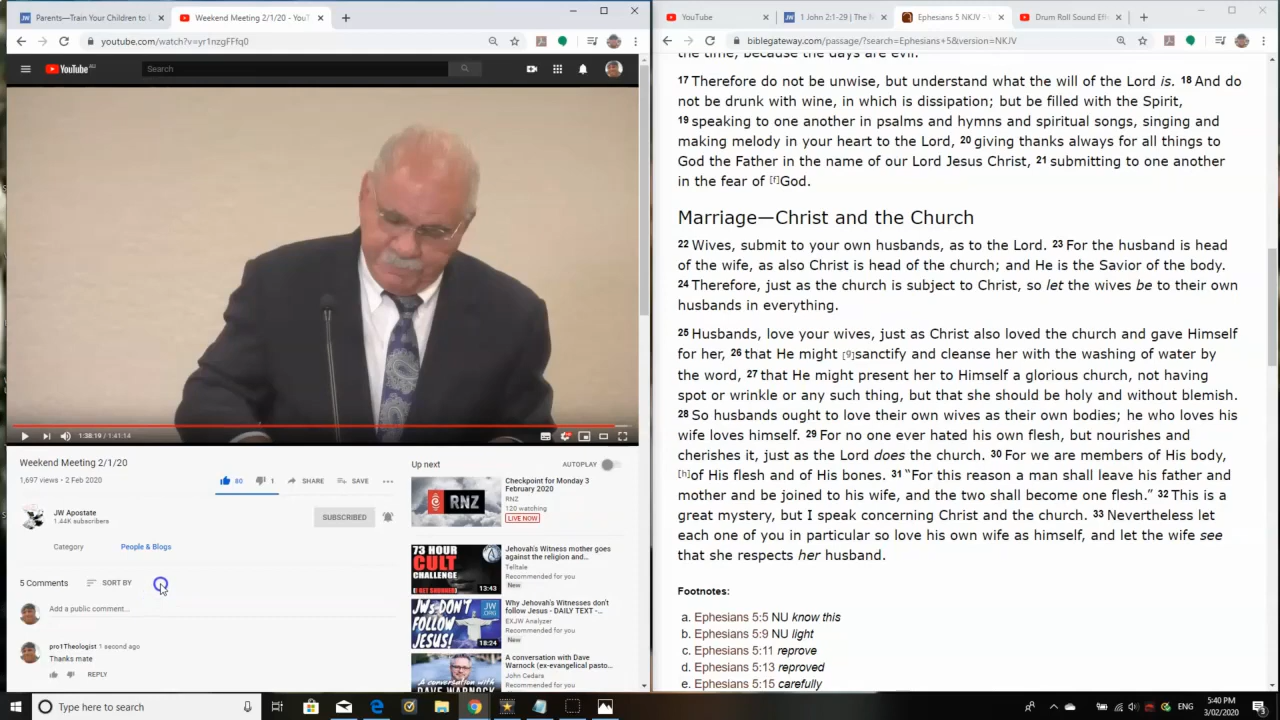 Parents—Train Your Children to L
Weekend Meeting 2/1/20 - YouT
youtube.com/watch?v=yr1nzgFFfq0
YouTube AU
Search
1:38:19 / 1:41:14
Weekend Meeting 2/1/20
1,697 views • 2 Feb 2020
80
1
SHARE
SAVE
JW Apostate
1.44K subscribers
SUBSCRIBED
Category
People & Blogs
5 Comments
SORT BY
Add a public comment...
pro1Theologist 1 second ago
Thanks mate
REPLY
Up next
AUTOPLAY
RNZ
Checkpoint for Monday 3
February 2020
RNZ
120 watching
LIVE NOW
73 HOUR
CULT
CHALLENGE
13:43
Jehovah's Witness mother goes
against the religion and...
Telltale
Recommended for you
New
JWs DON'T
FOLLOW
JESUS!
JW
.ORG
18:24
Why Jehovah's Witnesses don't
follow Jesus - DAILY TEXT -...
EXJW Analyzer
Recommended for you
New
A conversation with
DAVE WARNOCK
A conversation with Dave
Warnock (ex-evangelical pasto...
John Cedars
Recommended for you
YouTube
1 John 2:1-29 | The N
Ephesians 5 NKJV - S
Drum Roll Sound Effe
biblegateway.com/passage/?search=Ephesians+5&version=NKJV
the time, because the days are evil.
17 Therefore do not be unwise, but understand what the will of the Lord is. 18 And do
not be drunk with wine, in which is dissipation; but be filled with the Spirit,
19 speaking to one another in psalms and hymns and spiritual songs, singing and
making melody in your heart to the Lord, 20 giving thanks always for all things to
God the Father in the name of our Lord Jesus Christ, 21 submitting to one another
in the fear of [f]God.
Marriage—Christ and the Church
22 Wives, submit to your own husbands, as to the Lord. 23 For the husband is head
of the wife, as also Christ is head of the church; and He is the Savior of the body.
24 Therefore, just as the church is subject to Christ, so let the wives be to their own
husbands in everything.
25 Husbands, love your wives, just as Christ also loved the church and gave Himself
for her, 26 that He might [g]sanctify and cleanse her with the washing of water by
the word, 27 that He might present her to Himself a glorious church, not having
spot or wrinkle or any such thing, but that she should be holy and without blemish.
28 So husbands ought to love their own wives as their own bodies; he who loves his
wife loves himself. 29 For no one ever hated his own flesh, but nourishes and
cherishes it, just as the Lord does the church. 30 For we are members of His body,
[h]of His flesh and of His bones. 31 “For this reason a man shall leave his father and
mother and be joined to his wife, and the two shall become one flesh.” 32 This is a
great mystery, but I speak concerning Christ and the church. 33 Nevertheless let
each one of you in particular so love his own wife as himself, and let the wife see
that she respects her husband.
Footnotes:
a. Ephesians 5:5 NU know this
b. Ephesians 5:9 NU light
c. Ephesians 5:11 reprove
d. Ephesians 5:13 reproved
e. Ephesians 5:15 carefully
Type here to search
ENG
5:40 PM
3/02/2020